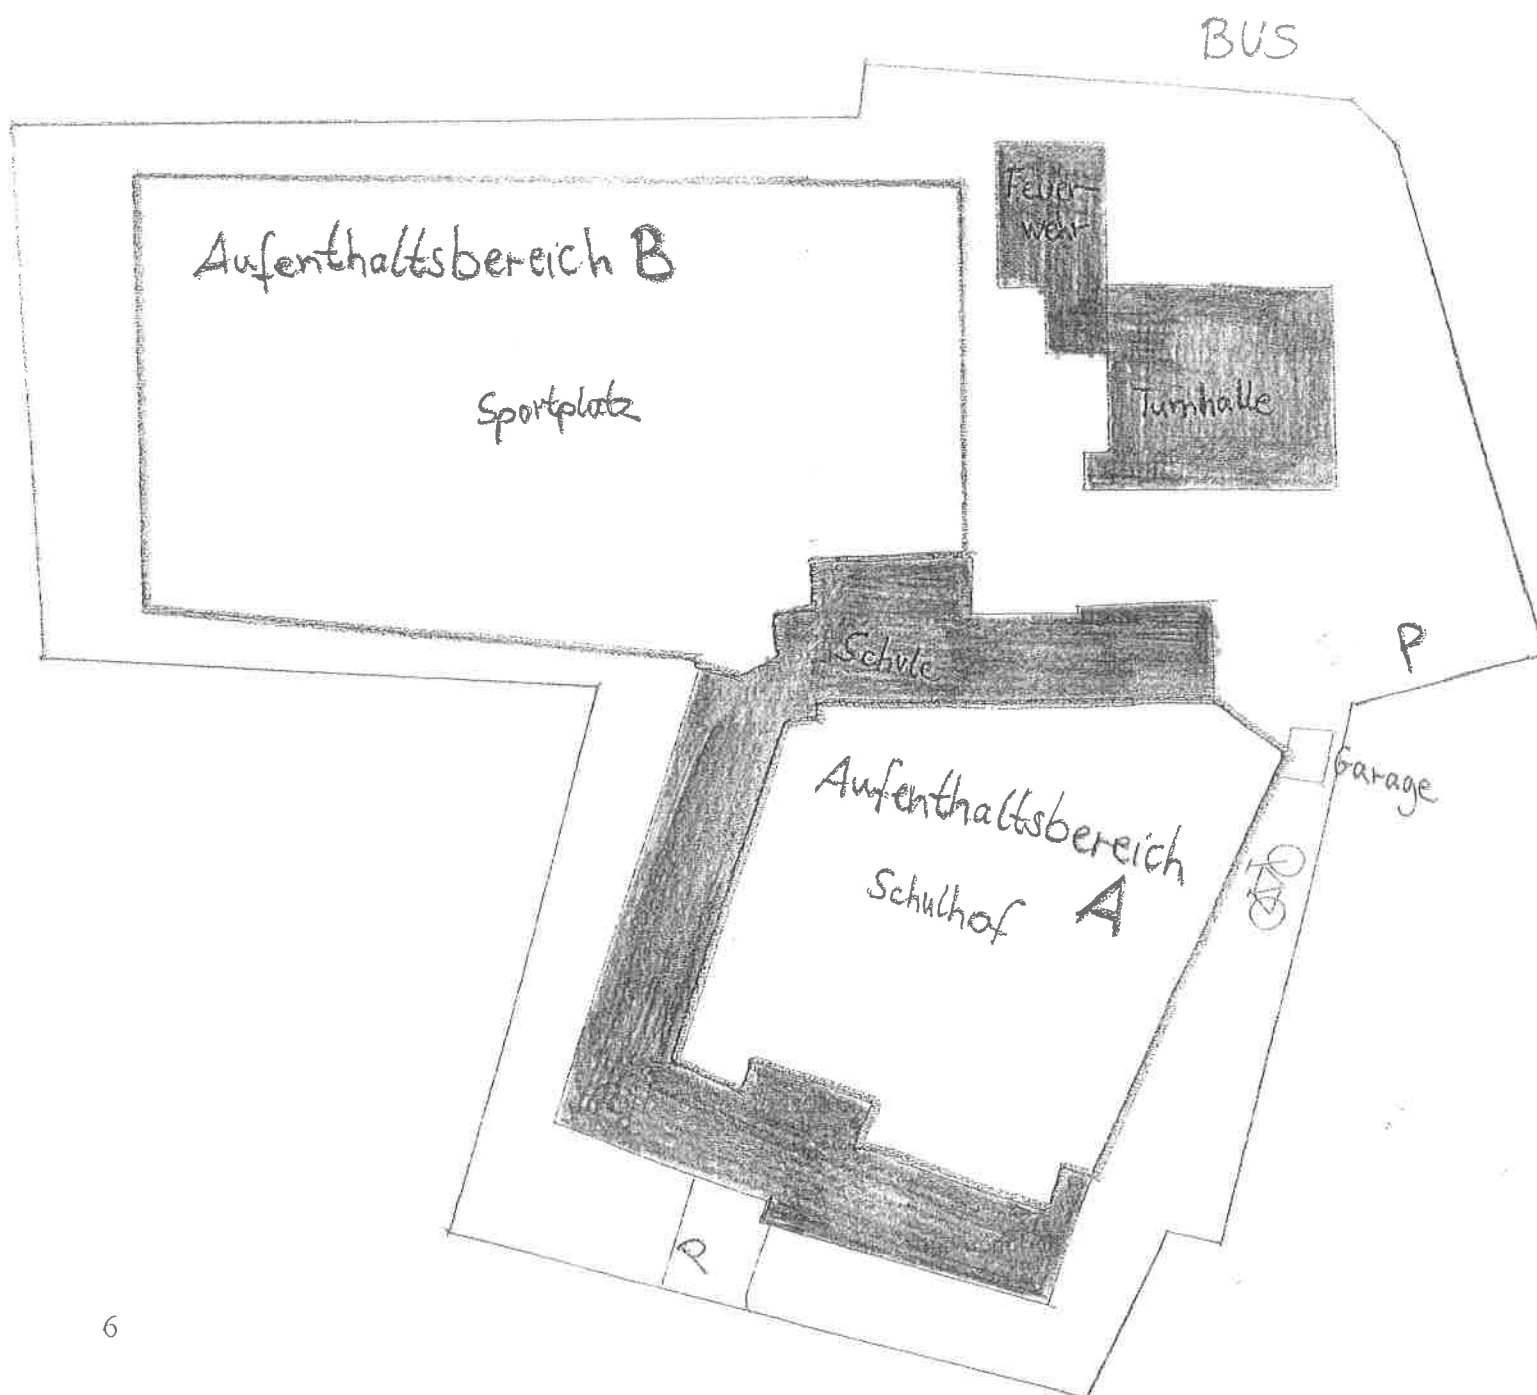 BUS
Feuer-
wehr
Aufenthaltsbereich B
Sportplatz
Turnhalle
Schule
P
Garage
Aufenthaltsbereich
Schulhof A
P
6